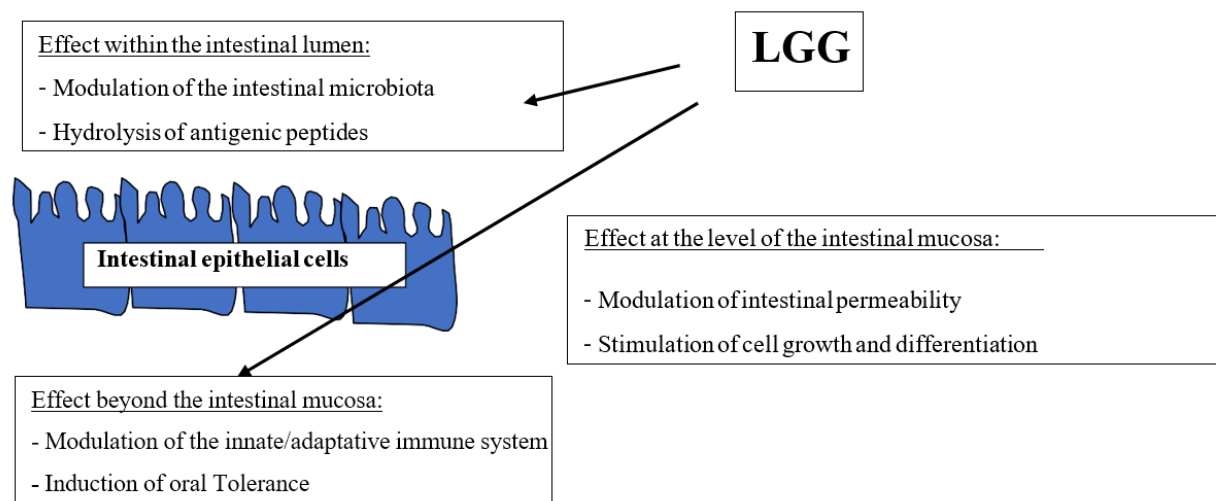 LGG
Effect within the intestinal lumen:
- Modulation of the intestinal microbiota
- Hydrolysis of antigenic peptides
Intestinal epithelial cells
Effect at the level of the intestinal mucosa:
- Modulation of intestinal permeability
- Stimulation of cell growth and differentiation
Effect beyond the intestinal mucosa:
- Modulation of the innate/adaptative immune system
- Induction of oral Tolerance